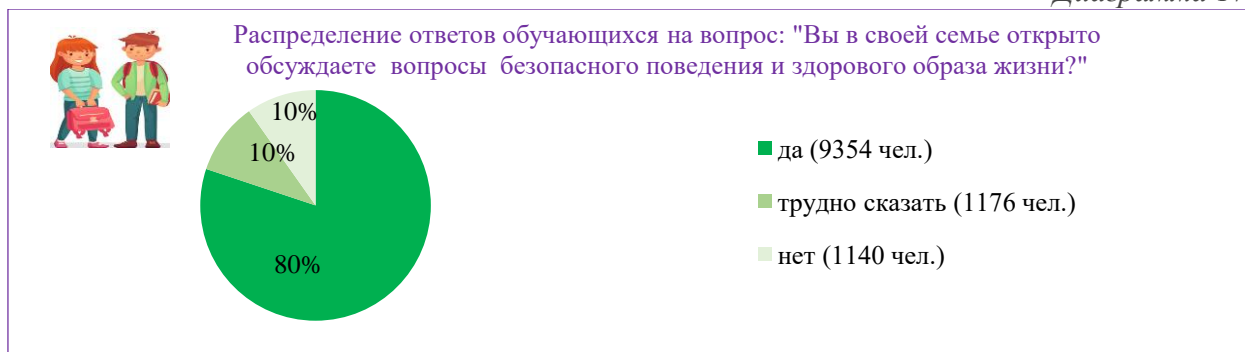 Распределение ответов обучающихся на вопрос: "Вы в своей семье открыто
обсуждаете вопросы безопасного поведения и здорового образа жизни?"
10%
10%
80%
да (9354 чел.)
трудно сказать (1176 чел.)
нет (1140 чел.)